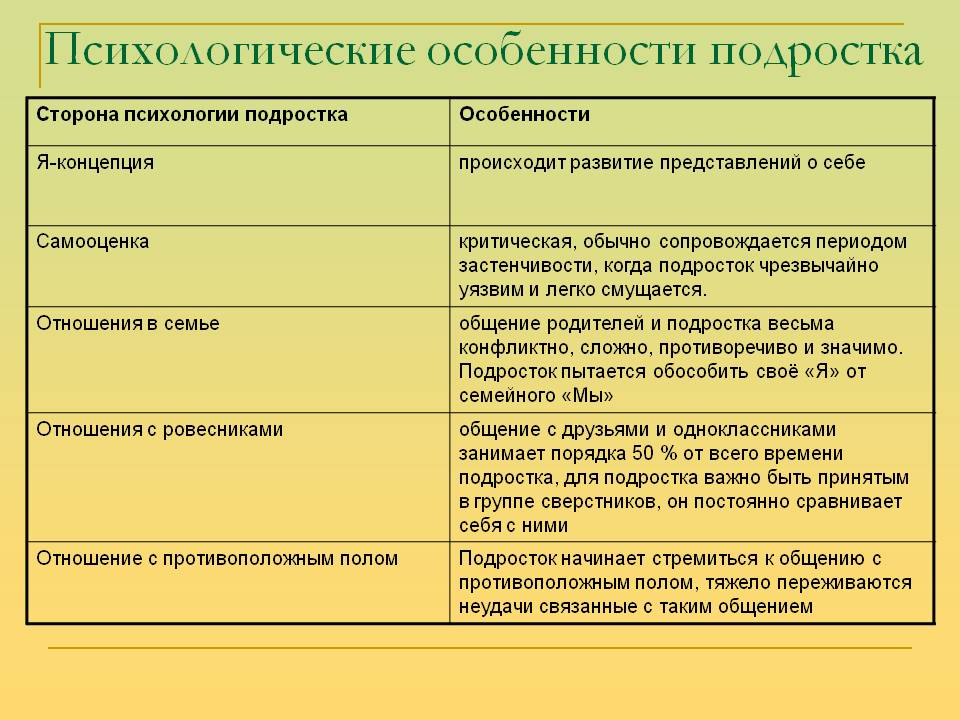 Психологические особенности подростка
Сторона психологии подростка
Особенности
Я-концепция
происходит развитие представлений о себе
Самооценка
критическая, обычно сопровождается периодом
застенчивости, когда подросток чрезвычайно
уязвим и легко смущается.
Отношения в семье
общение родителей и подростка весьма
конфликтно, сложно, противоречиво и значимо.
Подросток пытается обособить своё «Я» от
семейного «Мы»
Отношения с ровесниками
общение с друзьями и одноклассниками
занимает порядка 50 % от всего времени
подростка, для подростка важно быть принятым
в группе сверстников, он постоянно сравнивает
себя с ними
Отношение с противоположным полом
Подросток начинает стремиться к общению с
противоположным полом, тяжело переживаются
неудачи связанные с таким общением